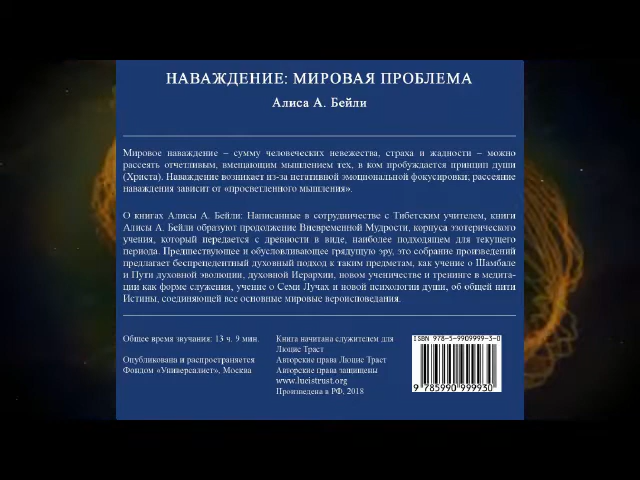 НАВАЖДЕНИЕ: МИРОВАЯ ПРОБЛЕМА
Алиса А. Бейли
Мировое наваждение – сумму человеческих невежества, страха и жадности – можно
рассеять отчетливым, вмещающим мышлением тех, в ком пробуждается принцип души
(Христа). Наваждение возникает из-за негативной эмоциональной фокусировки; рассеяние
наваждения зависит от «просветленного мышления».
О книгах Алисы А. Бейли: Написанные в сотрудничестве с Тибетским учителем, книги
Алисы А. Бейли образуют продолжение Вневременной Мудрости, корпуса эзотерического
учения, который передается с древности в виде, наиболее подходящем для текущего
периода. Предшествующее и обусловливающее грядущую эру, это собрание произведений
предлагает беспрецедентный духовный подход к таким предметам, как учение о Шамбале
и Пути духовной эволюции, духовной Иерархии, новом ученичестве и тренинге в медита-
ции как форме служения, учение о Семи Лучах и новой психологии души, об общей нити
Истины, соединяющей все основные мировые вероисповедания.
Общее время звучания: 13 ч. 9 мин.
Опубликована и распространяется
Фондом «Универсалист», Москва
Книга начитана служителем для
Люцис Траст
Авторские права Люцис Траст
Авторские права защищены
www.lucistrust.org
Произведена в РФ, 2018
ISBN 978-5-9909999-3-0
9 785990 999930